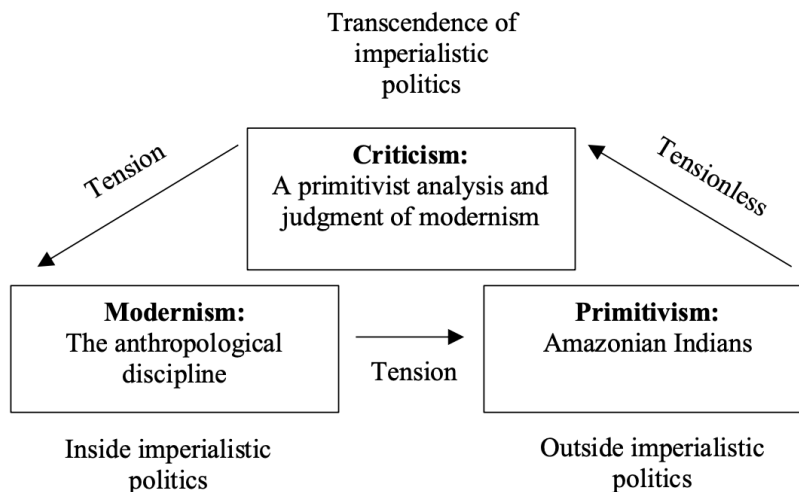 Transcendence of
imperialistic
politics
Tension
Criticism:
A primitivist analysis and
judgment of modernism
Tensionless
Modernism:
The anthropological
discipline
Tension
Primitivism:
Amazonian Indians
Inside imperialistic
politics
Outside imperialistic
politics